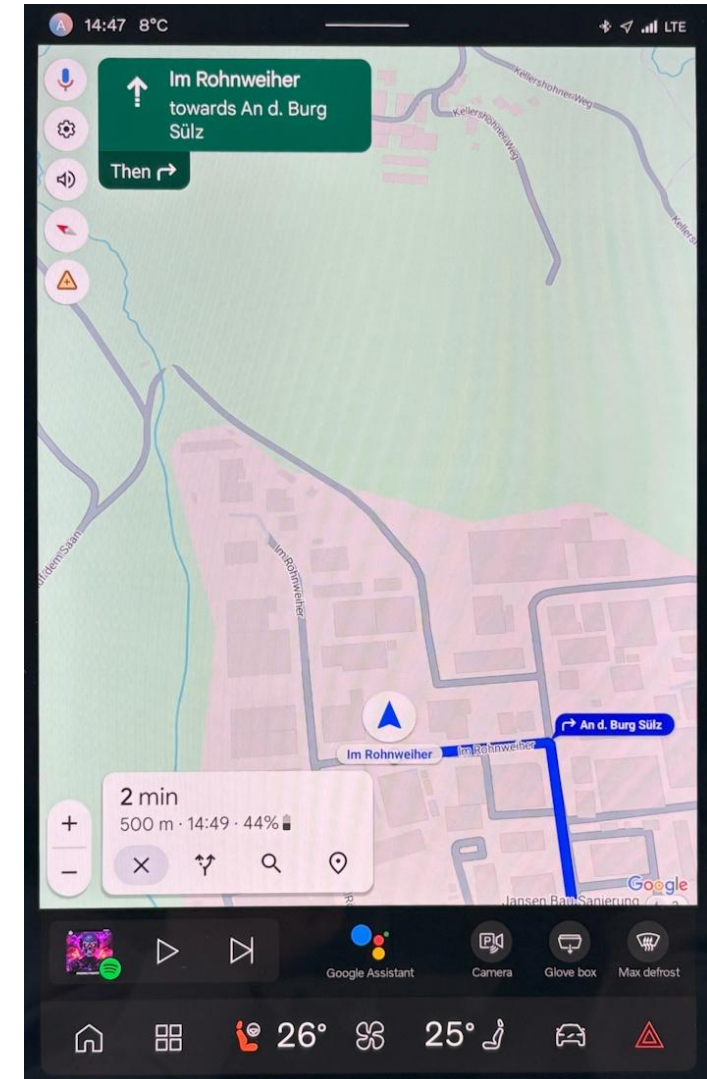 A 14:47 8°C
LTE
Im Rohnweiher
towards An d. Burg
Sülz
Then
Kellershohner Weg
Kellershohner Weg
Im Rohnweiher
An d. Burg Sülz
Im Rohnweiher
Im Rohnweiher
2 min
500 m · 14:49 · 44%
+
−
Google
Jansen Bau Sanierung
Google Assistant
P
Camera
Glove box
Max defrost
26°
25°